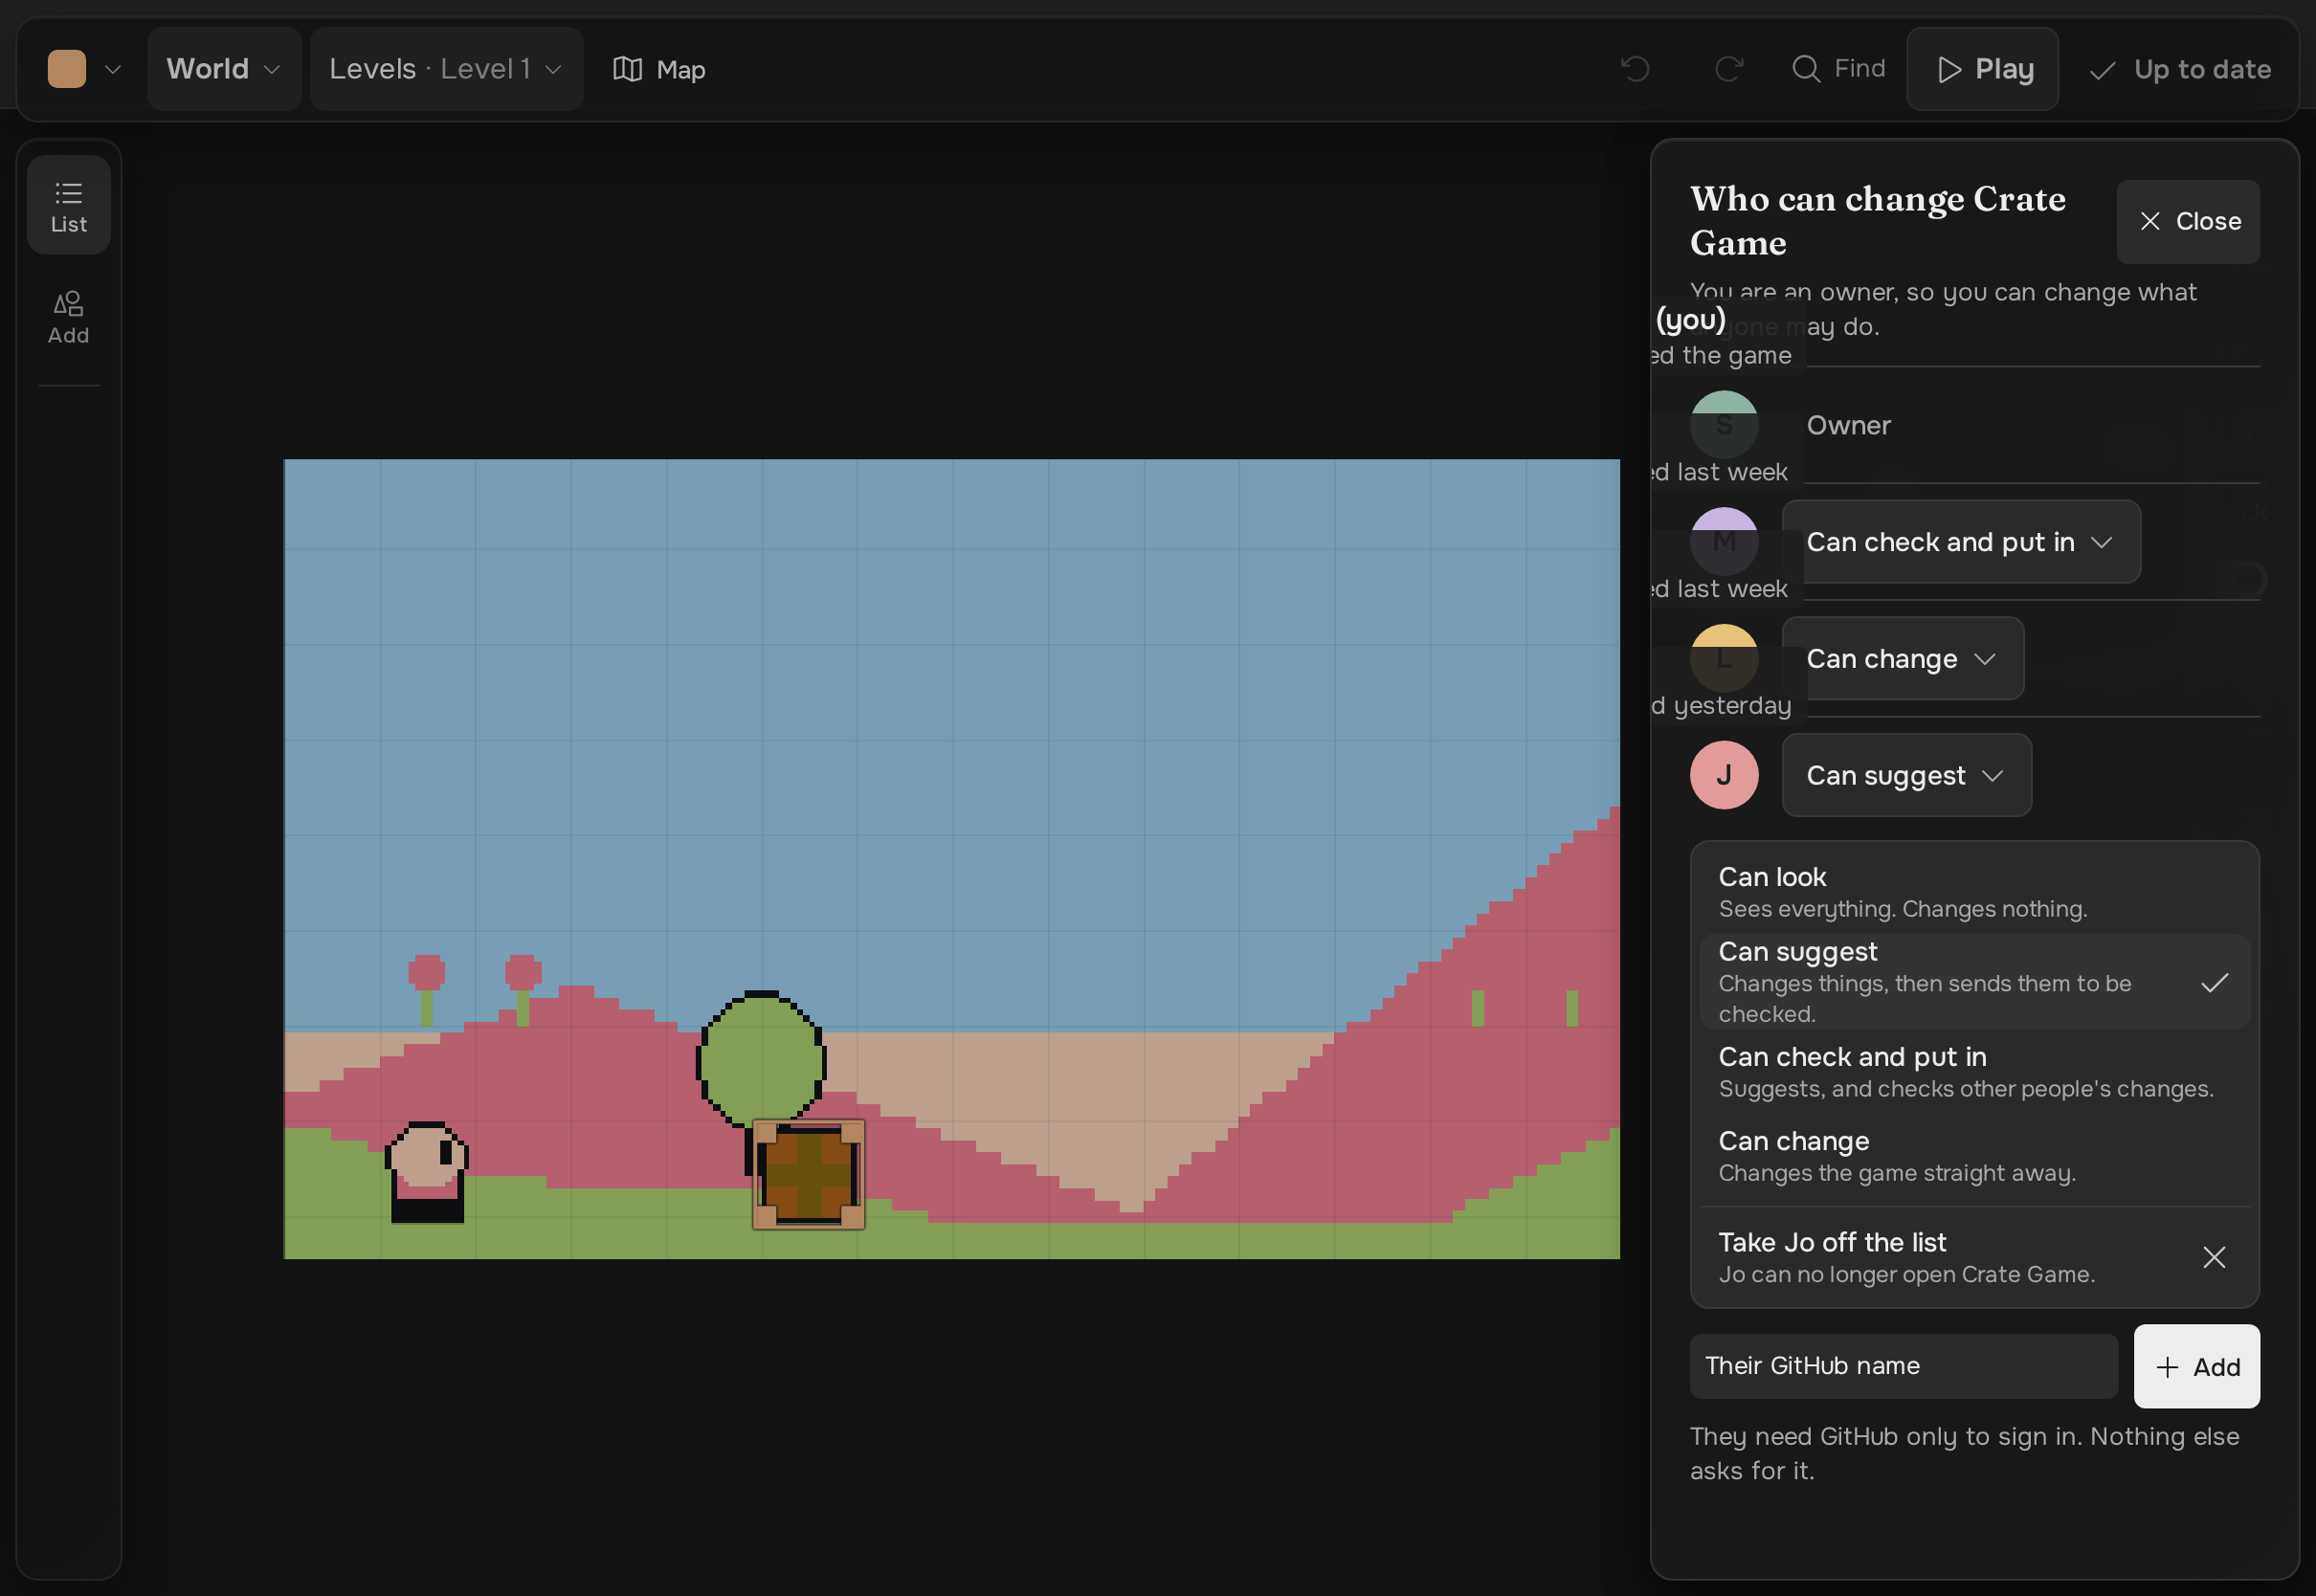 World
Levels · Level 1
Map
Find
Play
Up to date
List
Add
Who can change Crate
Game
Close
You are an owner, so you can change what
may do.
(you)
the game
S
Owner
last week
M
Can check and put in
last week
L
Can change
yesterday
J
Can suggest
Can look
Sees everything. Changes nothing.
Can suggest
Changes things, then sends them to be
checked.
Can check and put in
Suggests, and checks other people's changes.
Can change
Changes the game straight away.
Take Jo off the list
Jo can no longer open Crate Game.
Their GitHub name
Add
They need GitHub only to sign in. Nothing else
asks for it.